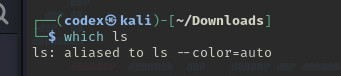 ┌──(codex㉿kali)-[~/Downloads]
└─$ which ls
ls: aliased to ls --color=auto